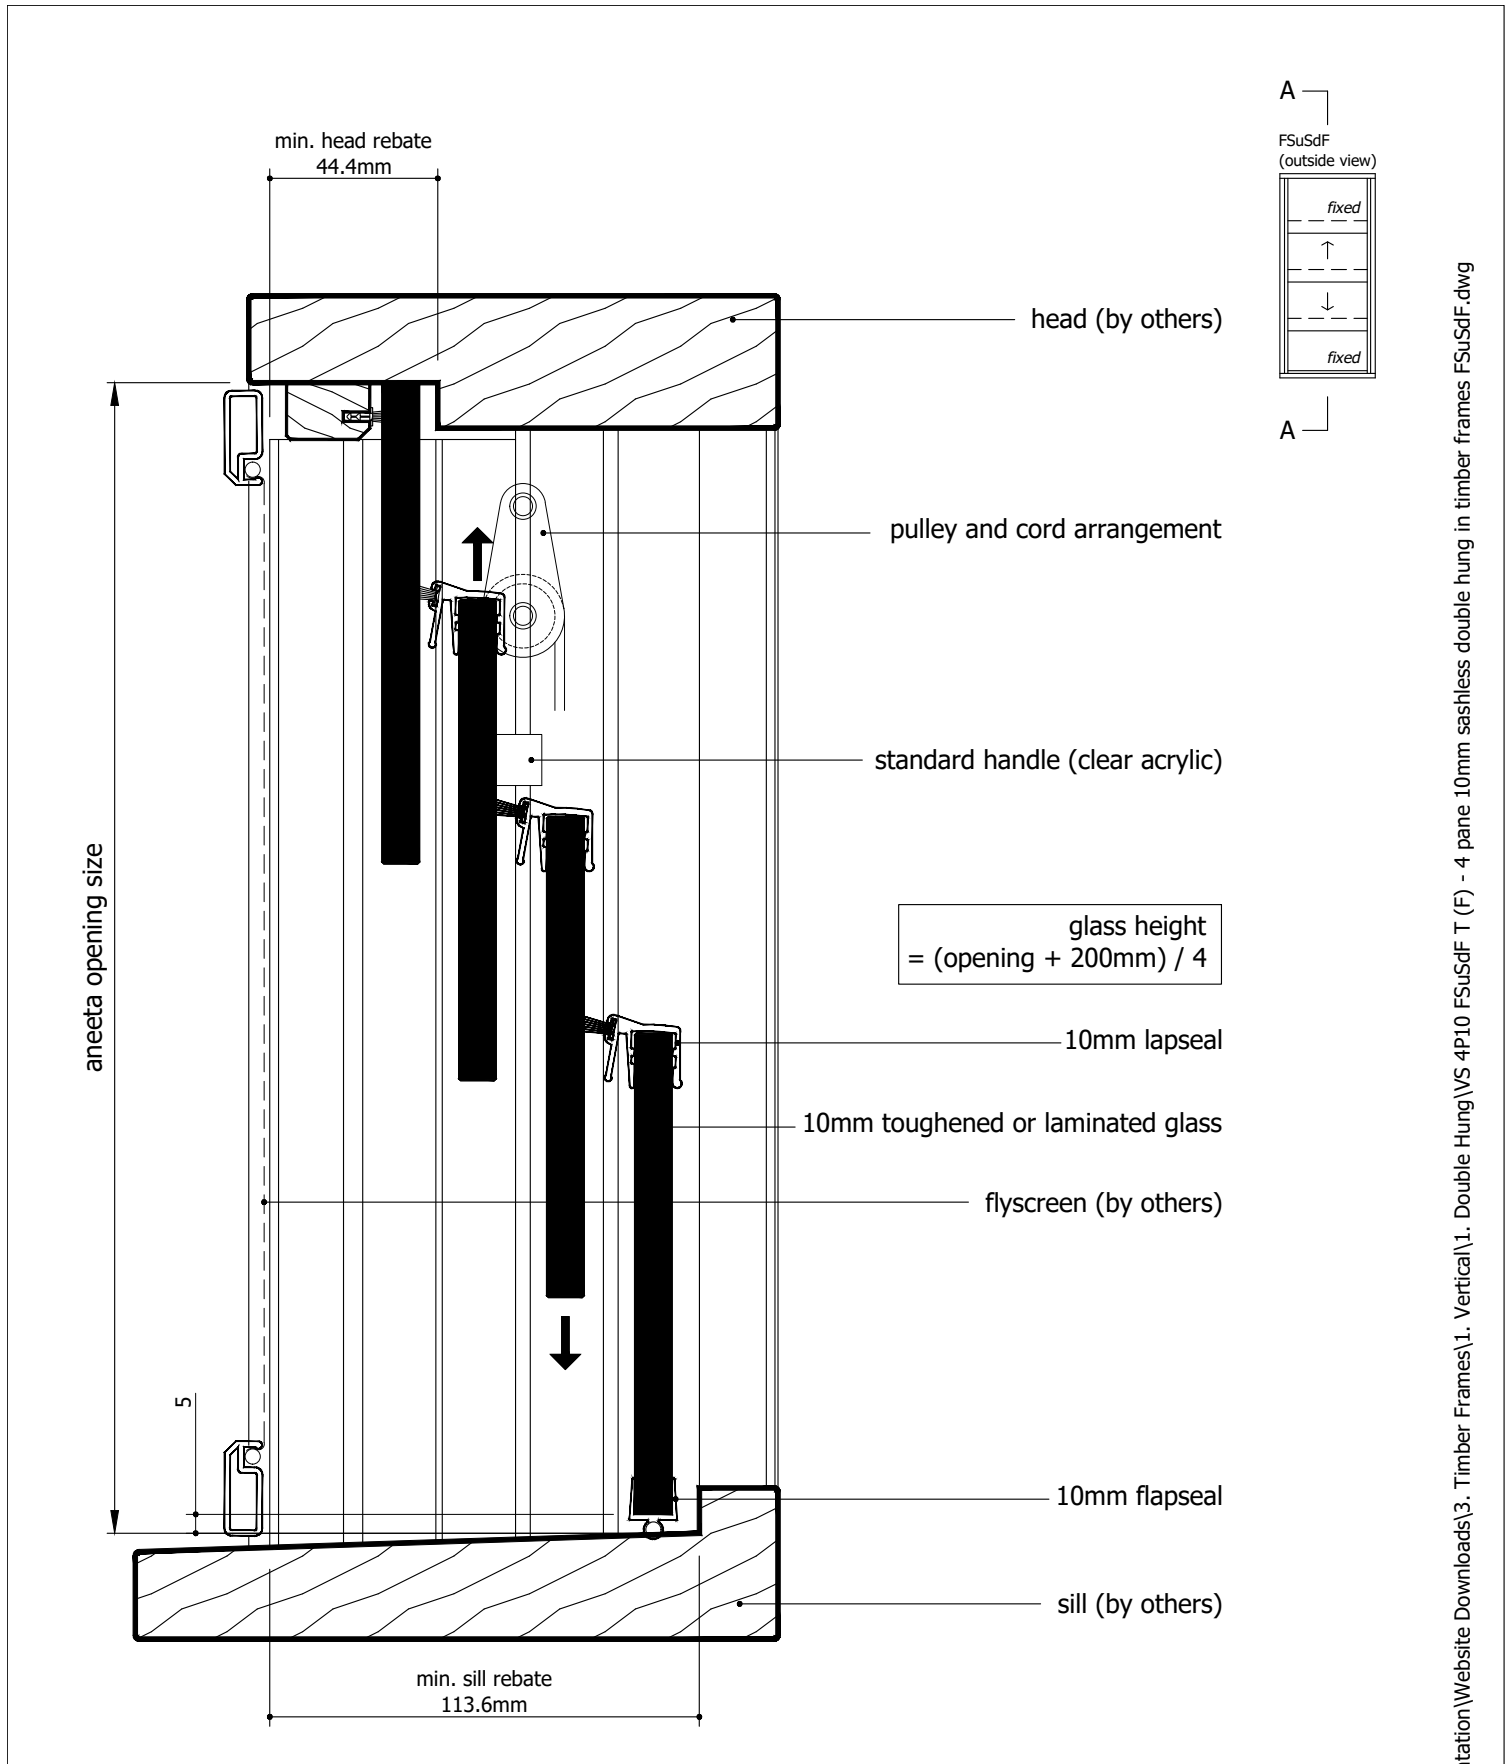 A
FSuSdF
(outside view)
fixed
fixed
A
min. head rebate
44.4mm
head (by others)
pulley and cord arrangement
standard handle (clear acrylic)
aneeta opening size
glass height
= (opening + 200mm) / 4
10mm lapseal
10mm toughened or laminated glass
flyscreen (by others)
5
10mm flapseal
sill (by others)
min. sill rebate
113.6mm
tation\Website Downloads\3. Timber Frames\1. Vertical\1. Double Hung\VS 4P10 FSuSdF T (F) - 4 pane 10mm sashless double hung in timber frames FSuSdF.dwg